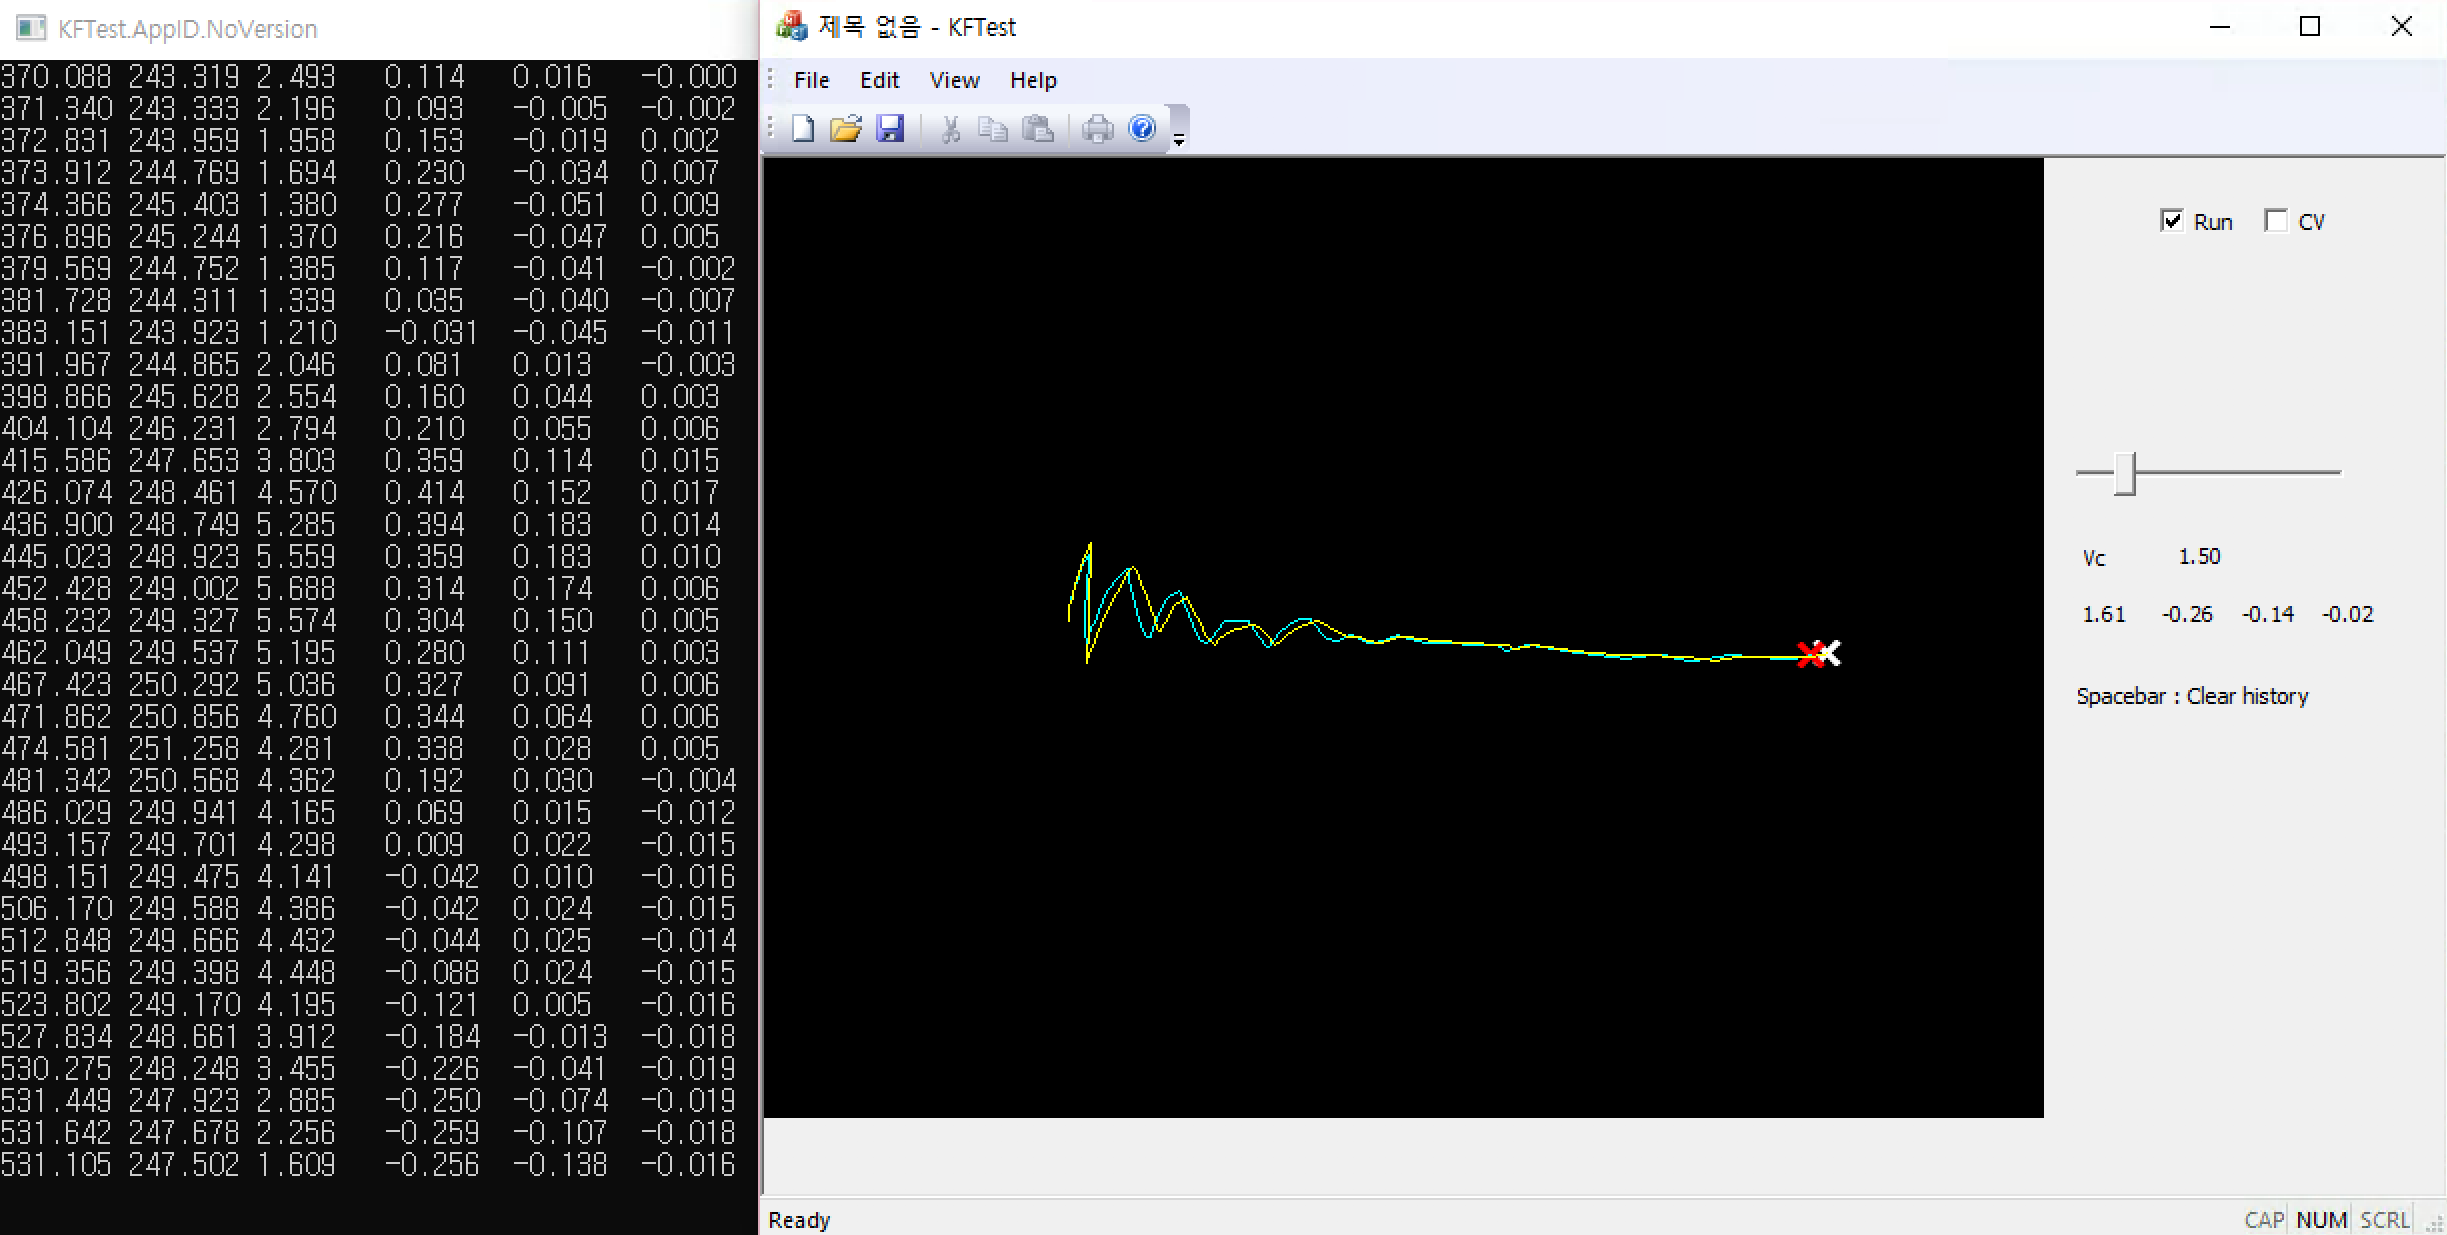 KFTest.AppID.NoVersion
370.088 243.319 2.493 0.114 0.016 -0.000
371.340 243.333 2.196 0.093 -0.005 -0.002
372.831 243.959 1.958 0.153 -0.019 0.002
373.912 244.769 1.694 0.230 -0.034 0.007
374.366 245.403 1.380 0.277 -0.051 0.009
376.896 245.244 1.370 0.216 -0.047 0.005
379.569 244.752 1.385 0.117 -0.041 -0.002
381.728 244.311 1.339 0.035 -0.040 -0.007
383.151 243.923 1.210 -0.031 -0.045 -0.011
391.967 244.865 2.046 0.081 0.013 -0.003
398.866 245.628 2.554 0.160 0.044 0.003
404.104 246.231 2.794 0.210 0.055 0.006
415.586 247.653 3.803 0.359 0.114 0.015
426.074 248.461 4.570 0.414 0.152 0.017
436.900 248.749 5.285 0.394 0.183 0.014
445.023 248.923 5.559 0.359 0.183 0.010
452.428 249.002 5.688 0.314 0.174 0.006
458.232 249.327 5.574 0.304 0.150 0.005
462.049 249.537 5.195 0.280 0.111 0.003
467.423 250.292 5.036 0.327 0.091 0.006
471.862 250.856 4.760 0.344 0.064 0.006
474.581 251.258 4.281 0.338 0.028 0.005
481.342 250.568 4.362 0.192 0.030 -0.004
486.029 249.941 4.165 0.069 0.015 -0.012
493.157 249.701 4.298 0.009 0.022 -0.015
498.151 249.475 4.141 -0.042 0.010 -0.016
506.170 249.588 4.386 -0.042 0.024 -0.015
512.848 249.666 4.432 -0.044 0.025 -0.014
519.356 249.398 4.448 -0.088 0.024 -0.015
523.802 249.170 4.195 -0.121 0.005 -0.016
527.834 248.661 3.912 -0.184 -0.013 -0.018
530.275 248.248 3.455 -0.226 -0.041 -0.019
531.449 247.923 2.885 -0.250 -0.074 -0.019
531.642 247.678 2.256 -0.259 -0.107 -0.018
531.105 247.502 1.609 -0.256 -0.138 -0.016
제목 없음 - KFTest
File Edit View Help
Run CV
Vc 1.50
1.61 -0.26 -0.14 -0.02
Spacebar : Clear history
Ready
CAP NUM SCRL